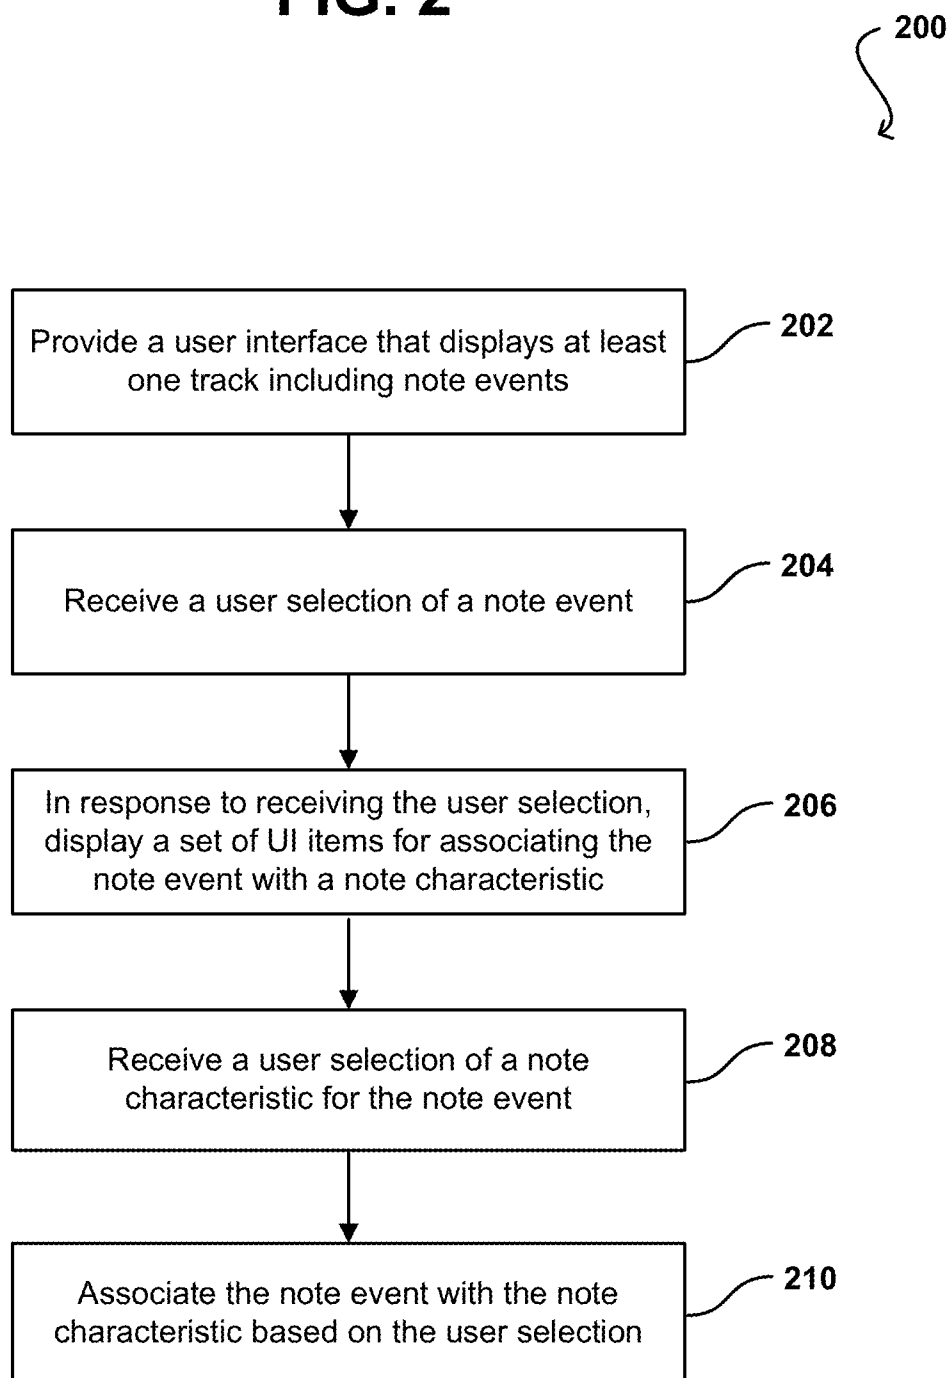 FIG. 2
200
Provide a user interface that displays at least
one track including note events
202
Receive a user selection of a note event
204
In response to receiving the user selection,
display a set of UI items for associating the
note event with a note characteristic
206
Receive a user selection of a note
characteristic for the note event
208
Associate the note event with the note
characteristic based on the user selection
210